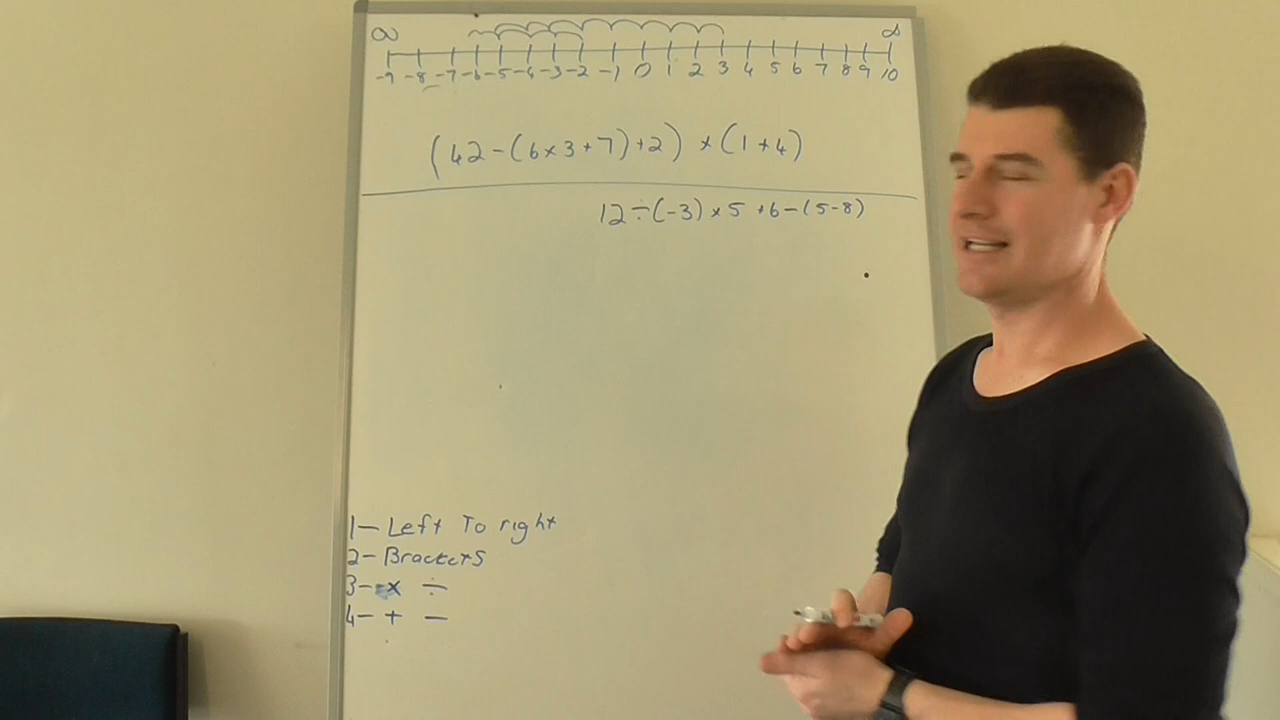 ∞ ∞
-9 -8 -7 -6 -5 -4 -3 -2 -1 0 1 2 3 4 5 6 7 8 9 10
(42-(6×3+7)+2) ×(1+4)
12÷(-3)×5+6-(5-8)
1- Left To right
2- Brackets
3- × ÷
4- + -